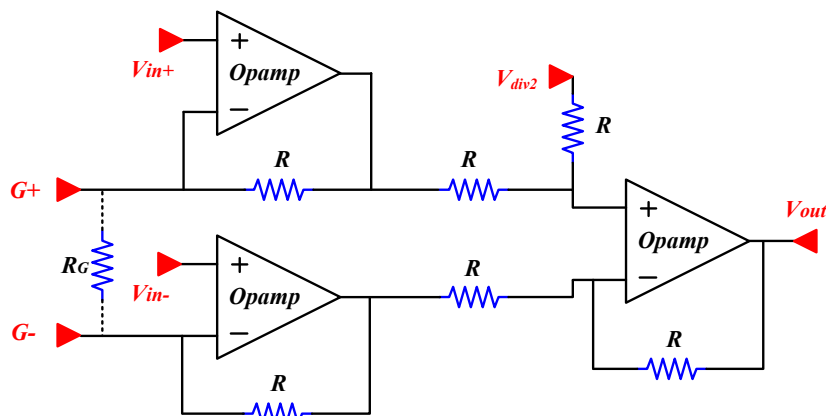 +
Vin+
Opamp
−
Vdiv2
R
R
R
G+
+
Vout
Opamp
−
RG
+
Vin-
Opamp
−
R
G-
R
R